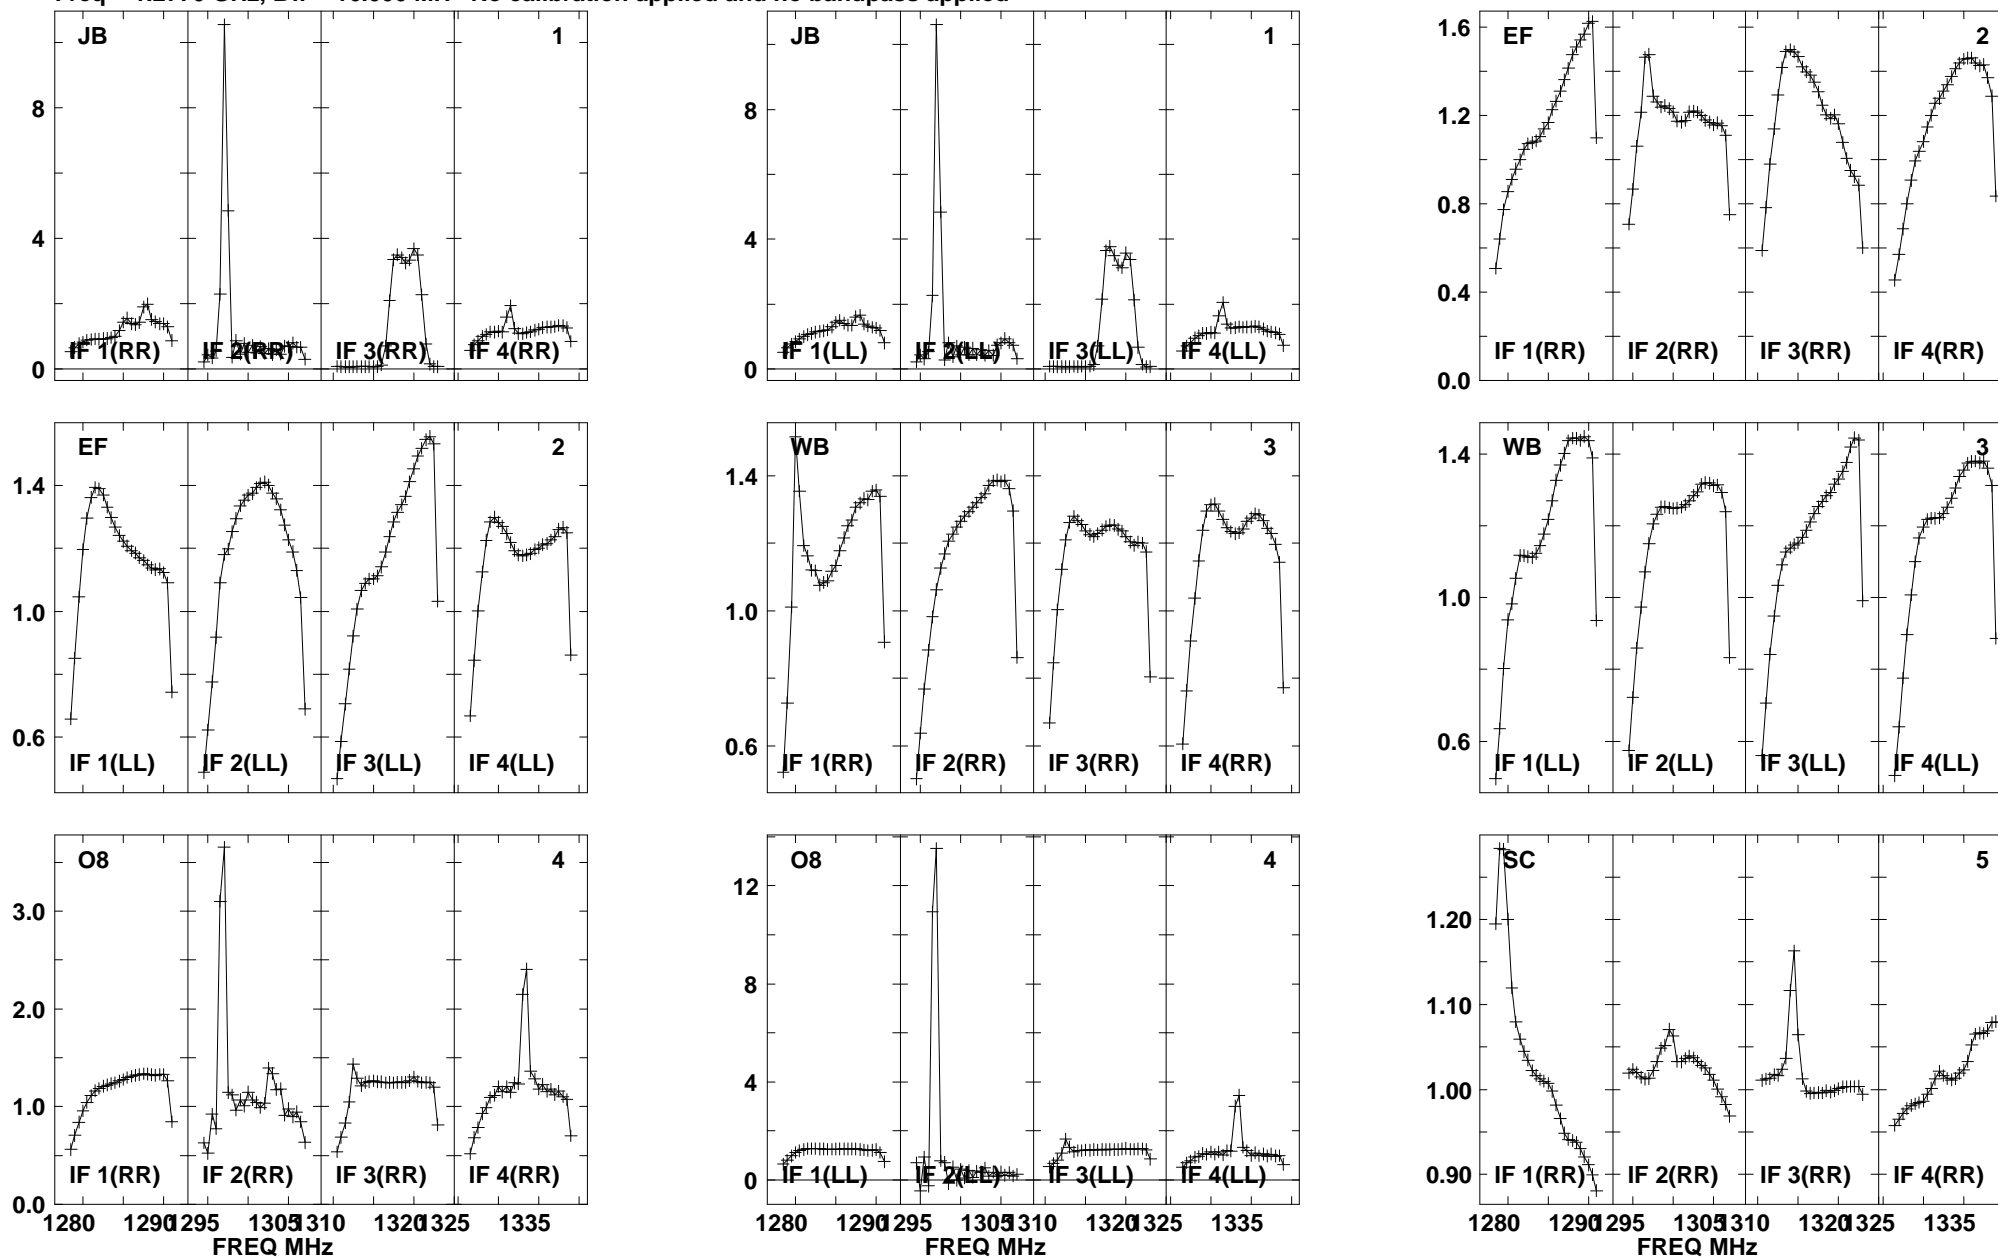 JB 1
8
4
0
IF 1(RR) IF 2(RR) IF 3(RR) IF 4(RR)
JB 1
8
4
0
IF 1(LL) IF 2(LL) IF 3(LL) IF 4(LL)
EF 2
1.6
1.2
0.8
0.4
0.0
IF 1(RR) IF 2(RR) IF 3(RR) IF 4(RR)
EF 2
1.4
1.0
0.6
IF 1(LL) IF 2(LL) IF 3(LL) IF 4(LL)
WB 3
1.4
1.0
0.6
IF 1(RR) IF 2(RR) IF 3(RR) IF 4(RR)
WB 3
1.4
1.0
0.6
IF 1(LL) IF 2(LL) IF 3(LL) IF 4(LL)
O8 4
3.0
2.0
1.0
0.0
IF 1(RR) IF 2(RR) IF 3(RR) IF 4(RR)
1280 1290 1295 1305 1310 1320 1325 1335
FREQ MHz
O8 4
12
8
4
0
IF 1(LL) IF 2(LL) IF 3(LL) IF 4(LL)
1280 1290 1295 1305 1310 1320 1325 1335
FREQ MHz
SC 5
1.20
1.10
1.00
0.90
IF 1(RR) IF 2(RR) IF 3(RR) IF 4(RR)
1280 1290 1295 1305 1310 1320 1325 1335
FREQ MHz